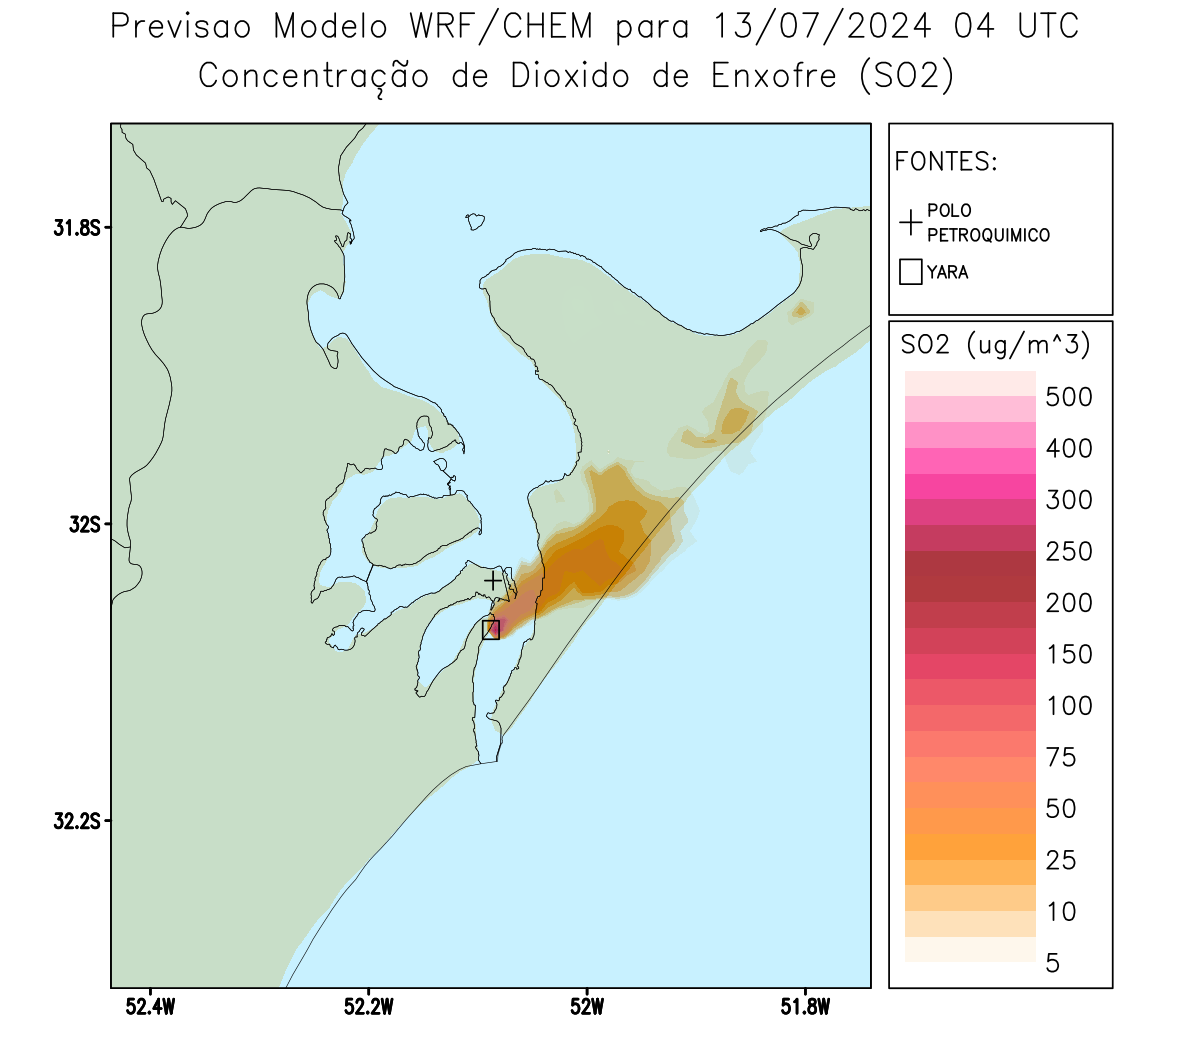 Previsao Modelo WRF/CHEM para 13/07/2024 04 UTC
Concentração de Dioxido de Enxofre (SO2)
FONTES:
POLO
PETROQUIMICO
YARA
31.8S
32S
32.2S
52.4W
52.2W
52W
51.8W
SO2 (ug/m^3)
500
400
300
250
200
150
100
75
50
25
10
5